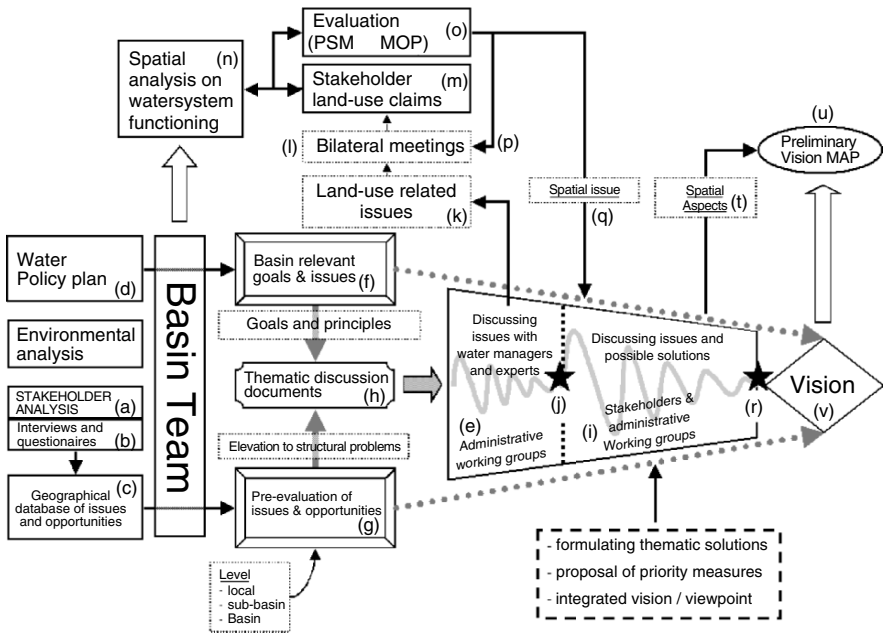 Evaluation (o)
(PSM MOP)
Spatial (n)
analysis on
watersystem
functioning
Stakeholder (m)
land-use claims
(l) Bilateral meetings (p)
Land-use related
issues (k)
Spatial issue
(q)
Spatial
Aspects (t)
(u)
Preliminary
Vision MAP
Water
Policy plan
(d)
Environmental
analysis
STAKEHOLDER
ANALYSIS (a)
Interviews and
questionaires (b)
Geographical (c)
database of issues
and opportunities
Basin Team
Basin relevant
goals & issues (f)
Goals and principles
Thematic discussion
documents (h)
Elevation to structural problems
Pre-evaluation of
issues & opportunities
(g)
Level
- local
- sub-basin
- Basin
Discussing
issues with
water managers
and experts
(j)
(e)
Administrative
working groups
Discussing issues and
possible solutions
(i) Stakeholders &
administrative
Working groups
(r)
Vision
(v)
- formulating thematic solutions
- proposal of priority measures
- integrated vision / viewpoint